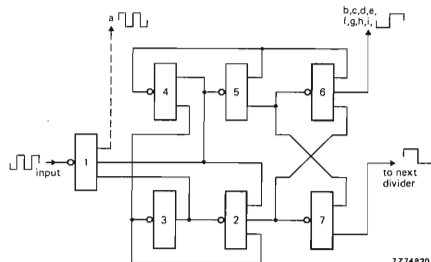 a
b,c,d,e,
f,g,h,i,
4
5
6
1
input
3
2
7
to next
divider
7Z74820